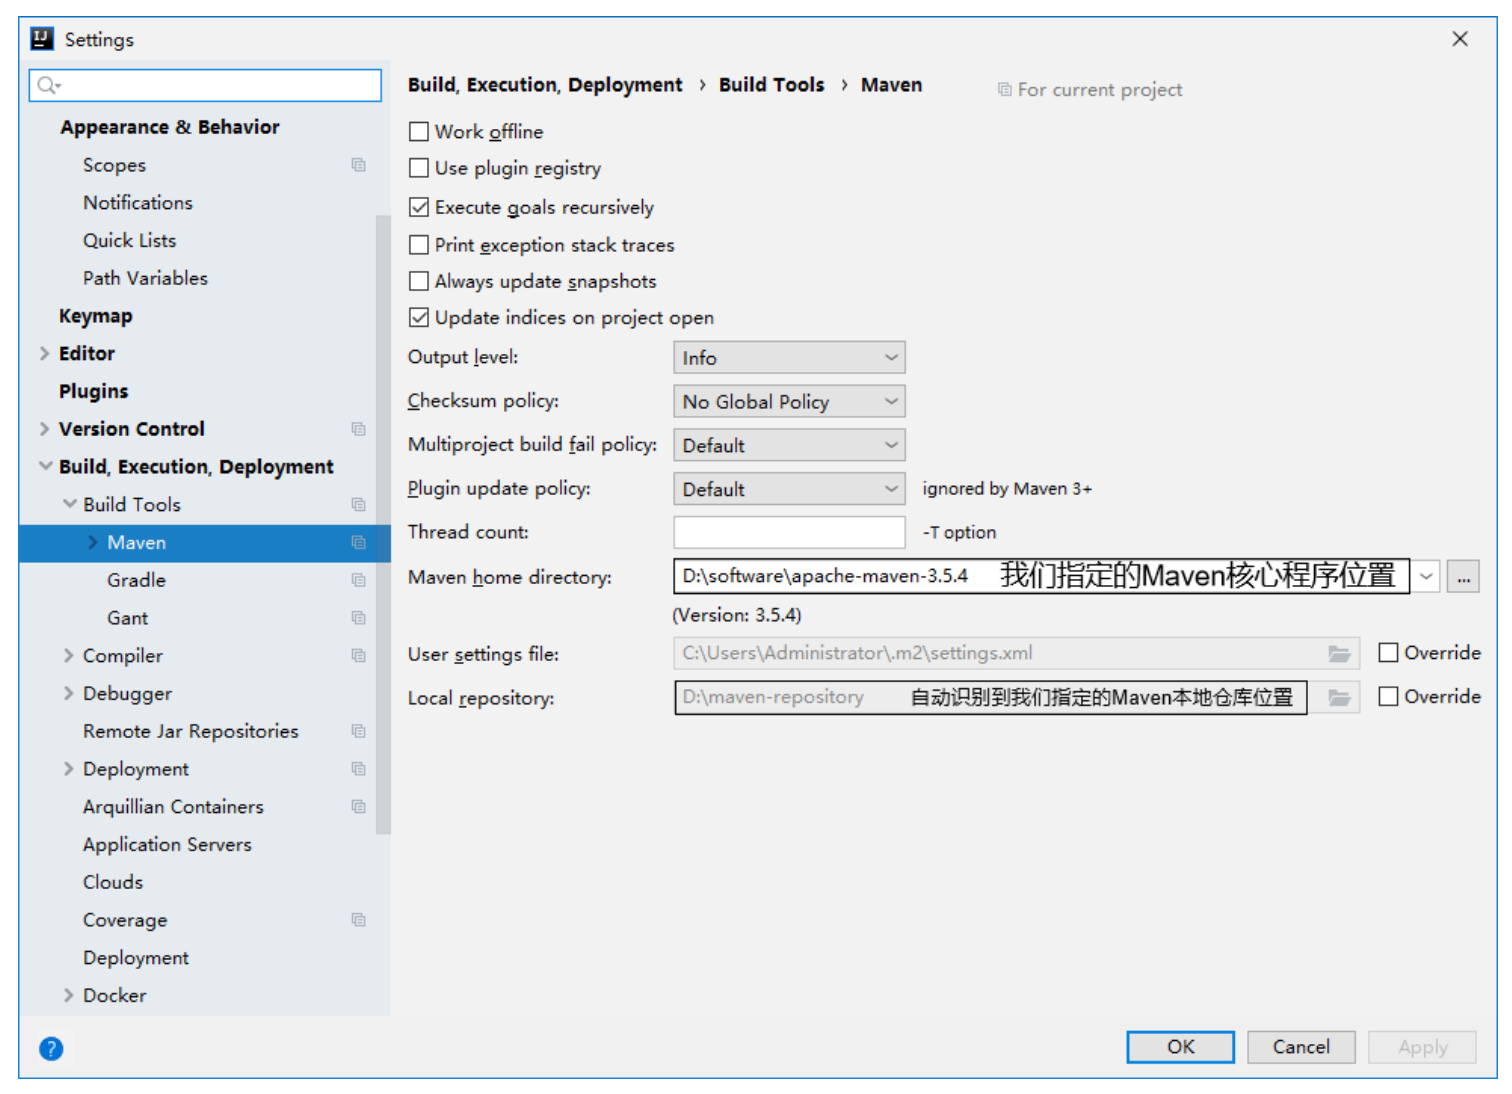 Settings
Appearance & Behavior
Scopes
Notifications
Quick Lists
Path Variables
Keymap
Editor
Plugins
Version Control
Build, Execution, Deployment
Build Tools
Maven
Gradle
Gant
Compiler
Debugger
Remote Jar Repositories
Deployment
Arquillian Containers
Application Servers
Clouds
Coverage
Deployment
Docker
Build, Execution, Deployment › Build Tools › Maven For current project
Work offline
Use plugin registry
Execute goals recursively
Print exception stack traces
Always update snapshots
Update indices on project open
Output level: Info
Checksum policy: No Global Policy
Multiproject build fail policy: Default
Plugin update policy: Default ignored by Maven 3+
Thread count: -T option
Maven home directory: D:\software\apache-maven-3.5.4 我们指定的Maven核心程序位置 ...
(Version: 3.5.4)
User settings file: C:\Users\Administrator\.m2\settings.xml Override
Local repository: D:\maven-repository 自动识别到我们指定的Maven本地仓库位置 Override
? OK Cancel Apply